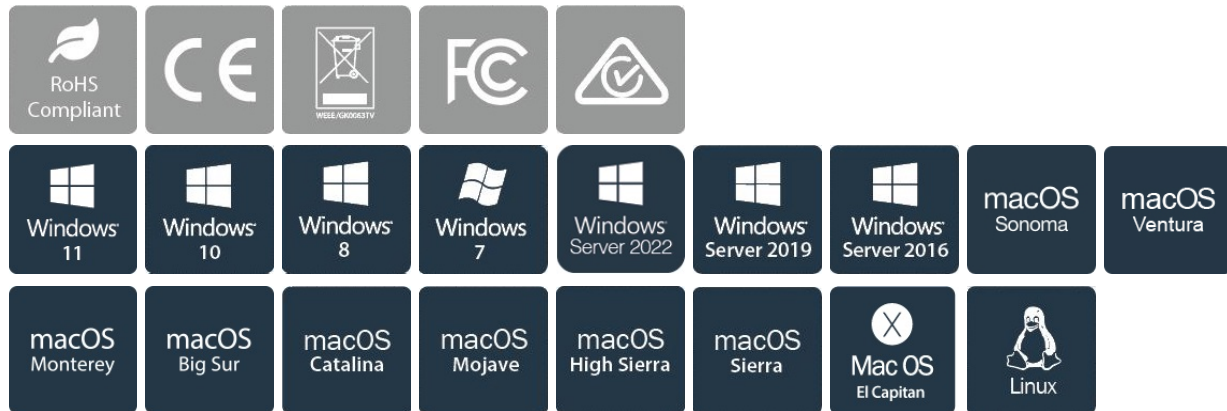 RoHS
Compliant
CE
WEEE/GK0063TV
FC
Windows
11
Windows
10
Windows
8
Windows
7
Windows
Server 2022
Windows
Server 2019
Windows
Server 2016
macOS
Sonoma
macOS
Ventura
macOS
Monterey
macOS
Big Sur
macOS
Catalina
macOS
Mojave
macOS
High Sierra
macOS
Sierra
X
Mac OS
El Capitan
Linux